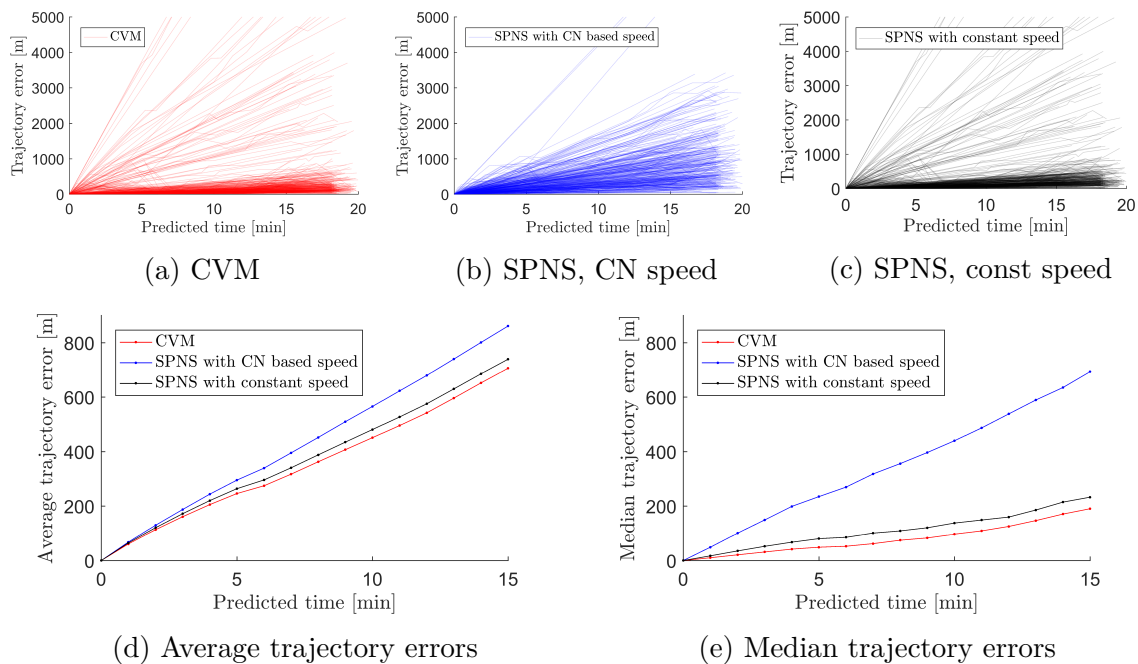 5000
4000
3000
2000
1000
0
Trajectory error [m]
CVM
0 5 10 15 20
Predicted time [min]
(a) CVM
5000
4000
3000
2000
1000
0
Trajectory error [m]
SPNS with CN based speed
0 5 10 15 20
Predicted time [min]
(b) SPNS, CN speed
5000
4000
3000
2000
1000
0
Trajectory error [m]
SPNS with constant speed
0 5 10 15 20
Predicted time [min]
(c) SPNS, const speed
800
600
400
200
0
Average trajectory error [m]
CVM
SPNS with CN based speed
SPNS with constant speed
0 5 10 15
Predicted time [min]
(d) Average trajectory errors
800
600
400
200
0
Median trajectory error [m]
CVM
SPNS with CN based speed
SPNS with constant speed
0 5 10 15
Predicted time [min]
(e) Median trajectory errors